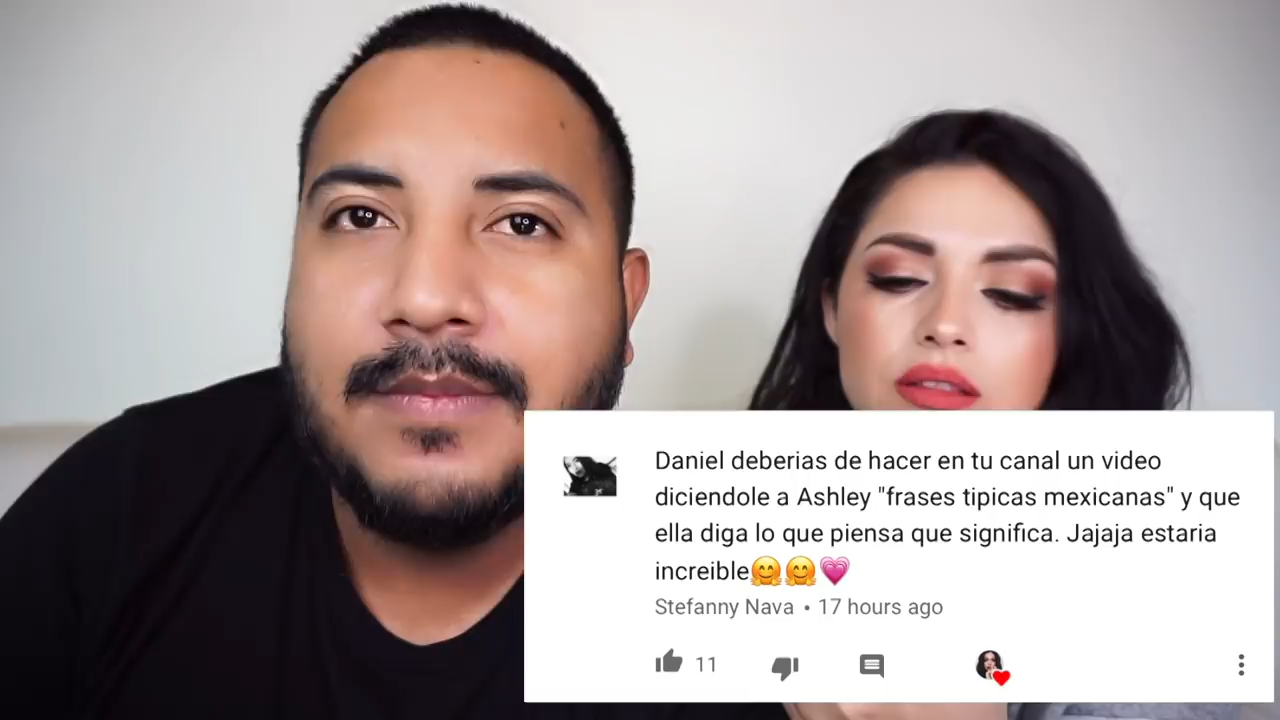 Daniel deberias de hacer en tu canal un video
diciendole a Ashley "frases tipicas mexicanas" y que
ella diga lo que piensa que significa. Jajaja estaria
increible🤗🤗💗
Stefanny Nava • 17 hours ago
11